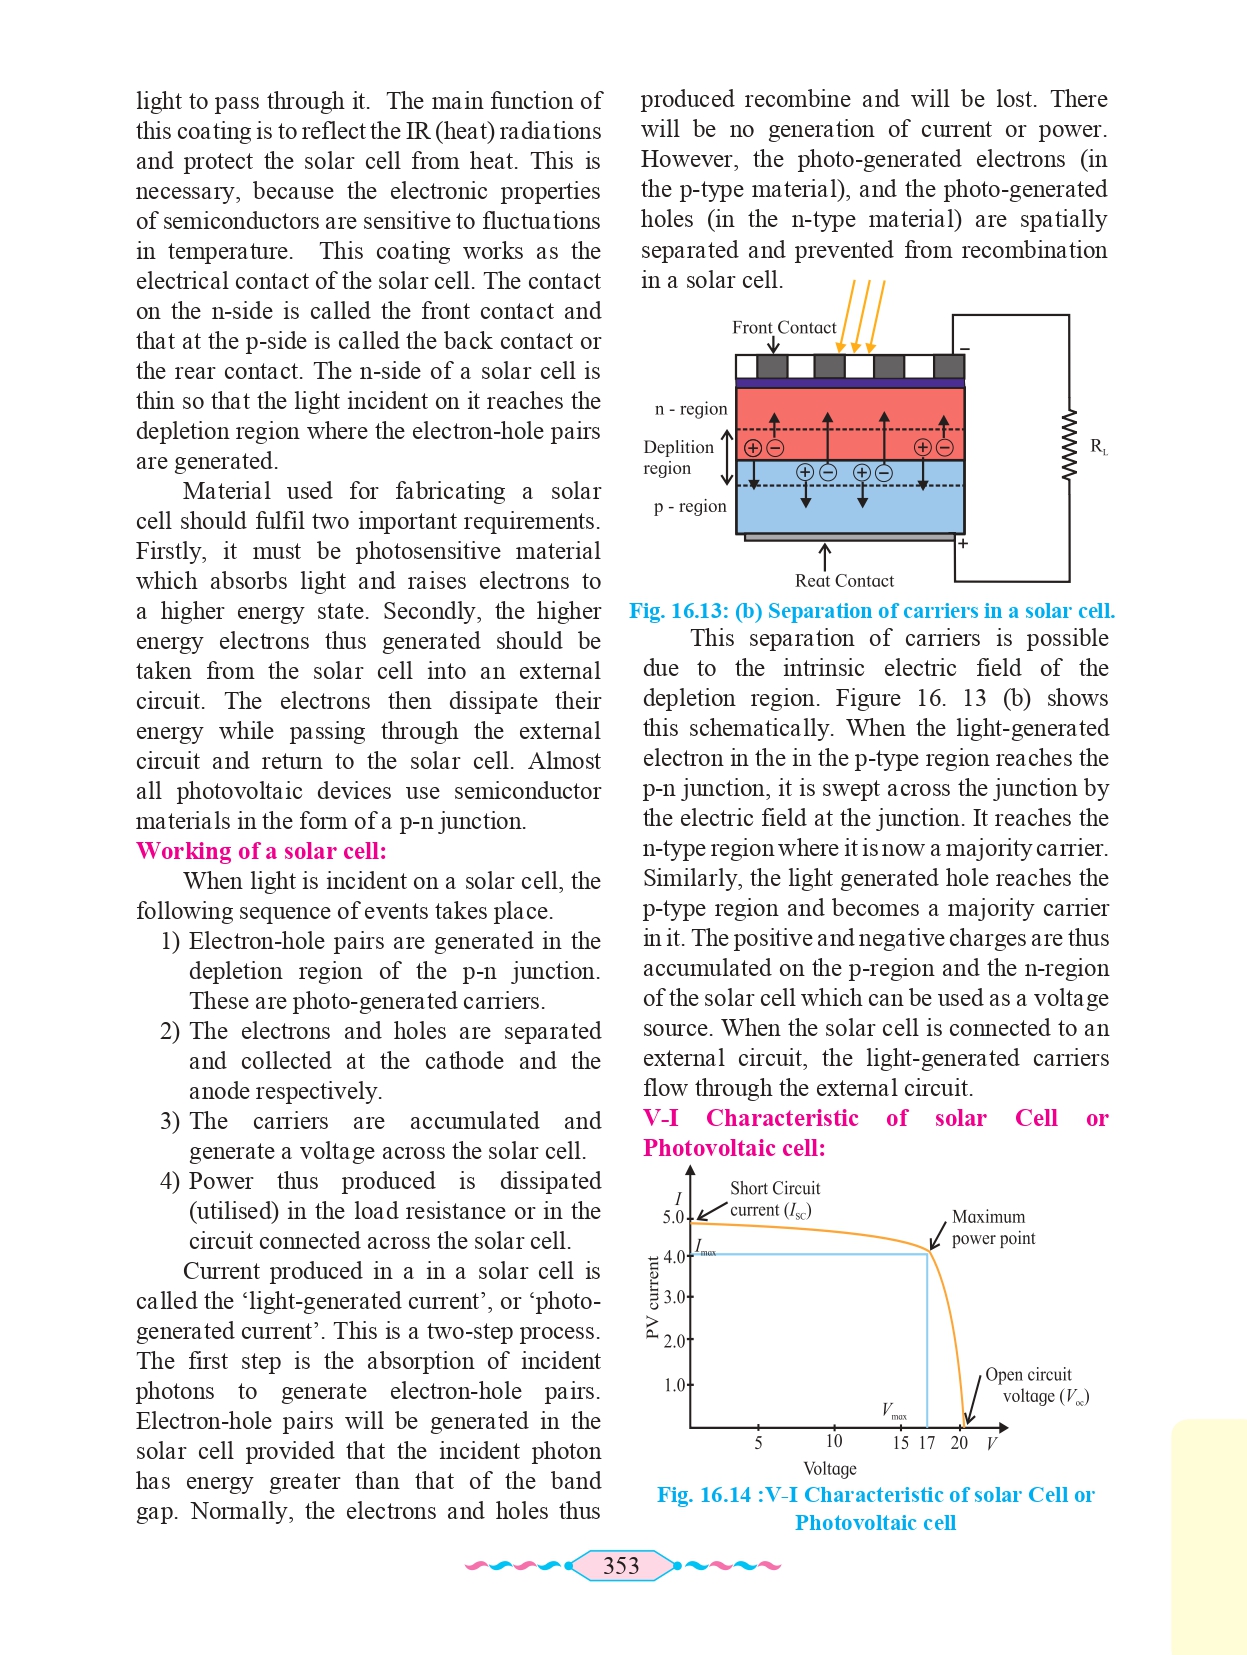 light to pass through it. The main function of
this coating is to reflect the IR (heat) radiations
and protect the solar cell from heat. This is
necessary, because the electronic properties
of semiconductors are sensitive to fluctuations
in temperature. This coating works as the
electrical contact of the solar cell. The contact
on the n-side is called the front contact and
that at the p-side is called the back contact or
the rear contact. The n-side of a solar cell is
thin so that the light incident on it reaches the
depletion region where the electron-hole pairs
are generated.
Material used for fabricating a solar
cell should fulfil two important requirements.
Firstly, it must be photosensitive material
which absorbs light and raises electrons to
a higher energy state. Secondly, the higher
energy electrons thus generated should be
taken from the solar cell into an external
circuit. The electrons then dissipate their
energy while passing through the external
circuit and return to the solar cell. Almost
all photovoltaic devices use semiconductor
materials in the form of a p-n junction.
Working of a solar cell:
When light is incident on a solar cell, the
following sequence of events takes place.
1) Electron-hole pairs are generated in the
depletion region of the p-n junction.
These are photo-generated carriers.
2) The electrons and holes are separated
and collected at the cathode and the
anode respectively.
3) The carriers are accumulated and
generate a voltage across the solar cell.
4) Power thus produced is dissipated
(utilised) in the load resistance or in the
circuit connected across the solar cell.
Current produced in a in a solar cell is
called the ‘light-generated current’, or ‘photo-
generated current’. This is a two-step process.
The first step is the absorption of incident
photons to generate electron-hole pairs.
Electron-hole pairs will be generated in the
solar cell provided that the incident photon
has energy greater than that of the band
gap. Normally, the electrons and holes thus
produced recombine and will be lost. There
will be no generation of current or power.
However, the photo-generated electrons (in
the p-type material), and the photo-generated
holes (in the n-type material) are spatially
separated and prevented from recombination
in a solar cell.
Front Contact
−
n - region
Deplition
region
+ −
+ −
+ −
+ −
R_L
p - region
+
Reat Contact
Fig. 16.13: (b) Separation of carriers in a solar cell.
This separation of carriers is possible
due to the intrinsic electric field of the
depletion region. Figure 16. 13 (b) shows
this schematically. When the light-generated
electron in the in the p-type region reaches the
p-n junction, it is swept across the junction by
the electric field at the junction. It reaches the
n-type region where it is now a majority carrier.
Similarly, the light generated hole reaches the
p-type region and becomes a majority carrier
in it. The positive and negative charges are thus
accumulated on the p-region and the n-region
of the solar cell which can be used as a voltage
source. When the solar cell is connected to an
external circuit, the light-generated carriers
flow through the external circuit.
V-I Characteristic of solar Cell or
Photovoltaic cell:
I
Short Circuit
current (I_SC)
5.0
Maximum
power point
I_max
4.0
3.0
PV current
2.0
1.0
Open circuit
voltage (V_oc)
V_max
5 10 15 17 20 V
Voltage
Fig. 16.14 :V-I Characteristic of solar Cell or
Photovoltaic cell
353